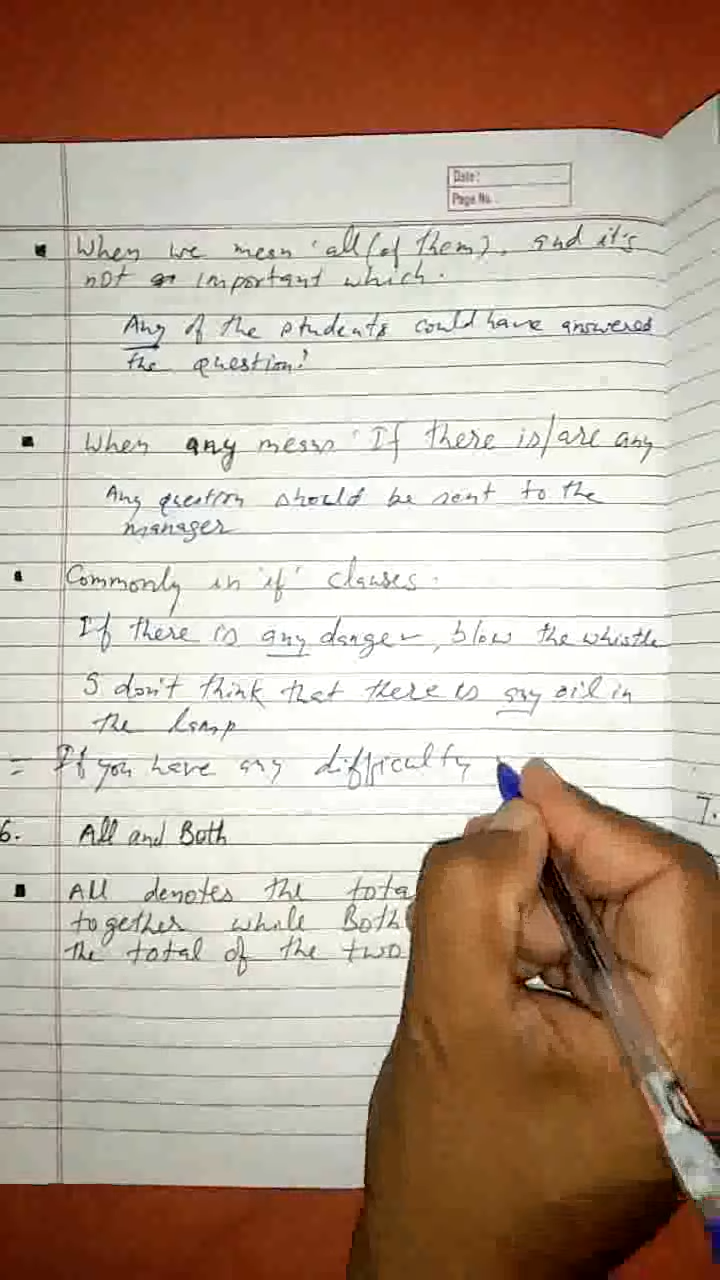 Date :
Page No.
▪ When we mean 'all (of them), and it's
not important which.
Any of the students could have answered
the question!
▪ When any means 'If there is/are any
Any question should be sent to the
manager
▪ Commonly in 'if' clauses.
If there is any danger, blow the whistle
I don't think that there is any oil in
the lamp
= If you have any difficulty
6. All and Both
▪ All denotes the tota
together while Both
the total of the two
7.